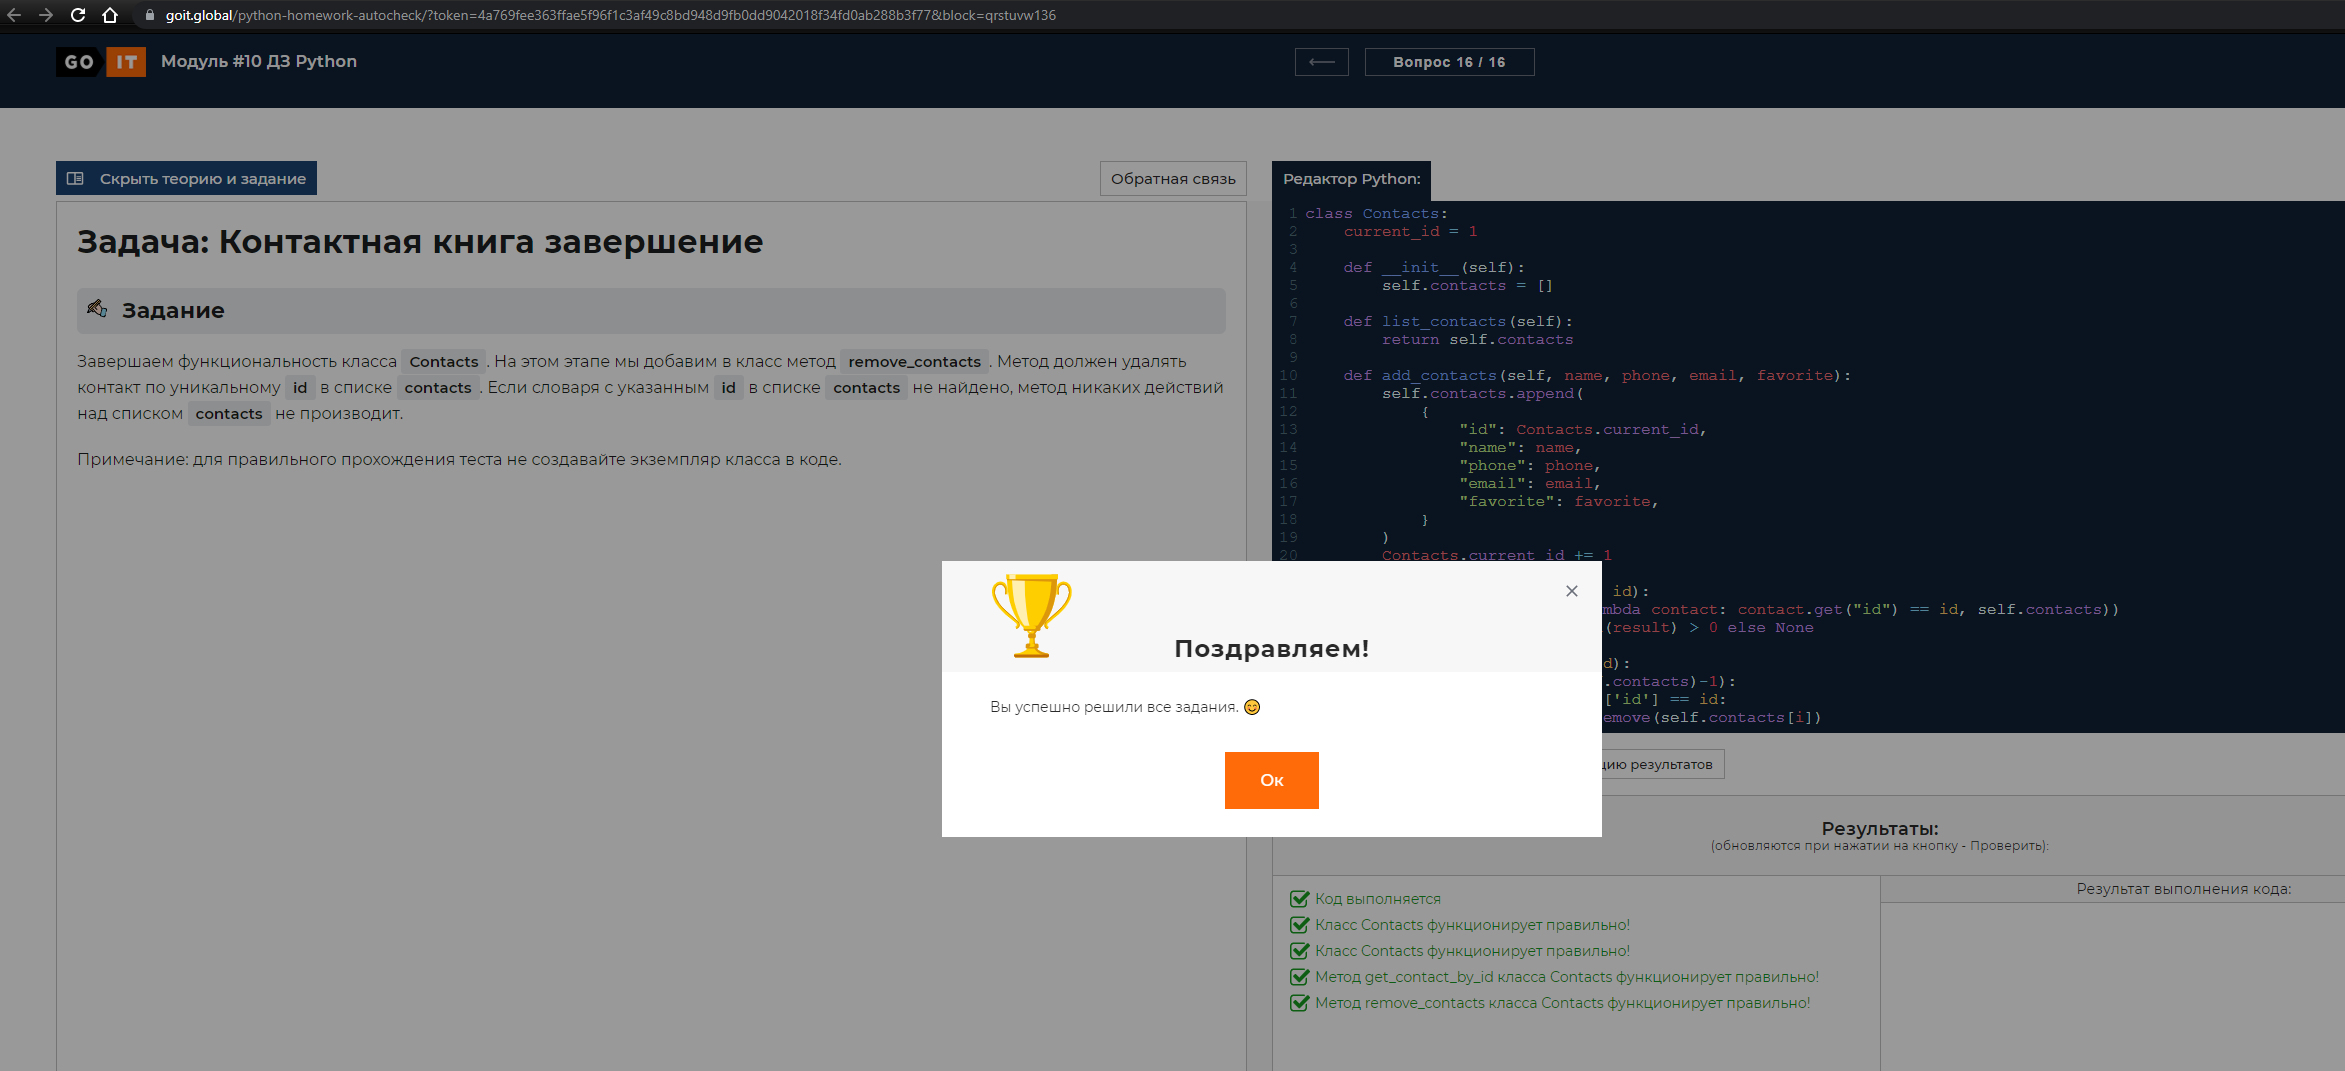 goit.global/python-homework-autocheck/?token=4a769fee363ffae5f96f1c3af49c8bd948d9fb0dd9042018f34fd0ab288b3f77&block=qrstuvw136
GO IT Модуль #10 ДЗ Python
Вопрос 16 / 16
Скрыть теорию и задание
Обратная связь
Задача: Контактная книга завершение
Задание
Завершаем функциональность класса Contacts. На этом этапе мы добавим в класс метод remove_contacts. Метод должен удалять
контакт по уникальному id в списке contacts. Если словаря с указанным id в списке contacts не найдено, метод никаких действий
над списком contacts не производит.
Примечание: для правильного прохождения теста не создавайте экземпляр класса в коде.
Редактор Python:
1 class Contacts:
2     current_id = 1
3
4     def __init__(self):
5         self.contacts = []
6
7     def list_contacts(self):
8         return self.contacts
9
10     def add_contacts(self, name, phone, email, favorite):
11         self.contacts.append(
12             {
13                 "id": Contacts.current_id,
14                 "name": name,
15                 "phone": phone,
16                 "email": email,
17                 "favorite": favorite,
18             }
19         )
20         Contacts.current_id += 1
id):
mbda contact: contact.get("id") == id, self.contacts))
(result) > 0 else None
d):
.contacts)-1):
['id'] == id:
emove(self.contacts[i])
Поздравляем!
Вы успешно решили все задания. 😊
Ок
цию результатов
Результаты:
(обновляются при нажатии на кнопку - Проверить):
Код выполняется
Класс Contacts функционирует правильно!
Класс Contacts функционирует правильно!
Метод get_contact_by_id класса Contacts функционирует правильно!
Метод remove_contacts класса Contacts функционирует правильно!
Результат выполнения кода: